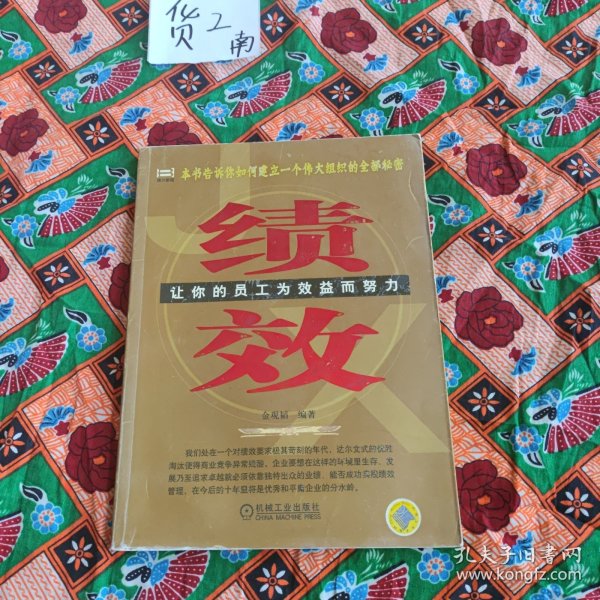 货工
南
本书告诉你如何建立一个伟大组织的全部秘密
绩
让你的员工为效益而努力
效
金观韬 编著
我们处在一个对绩效要求极其苛刻的年代，达尔文式的优胜
淘汰使得商业竞争异常残酷，企业要想在这样的环境里生存、发
展乃至追求卓越就必须依靠独特出众的业绩，能否成功实施绩效
管理，在今后的十年里将是优秀和平庸企业的分水岭。
机械工业出版社
CHINA MACHINE PRESS
孔夫子旧书网
www.kongfz.com